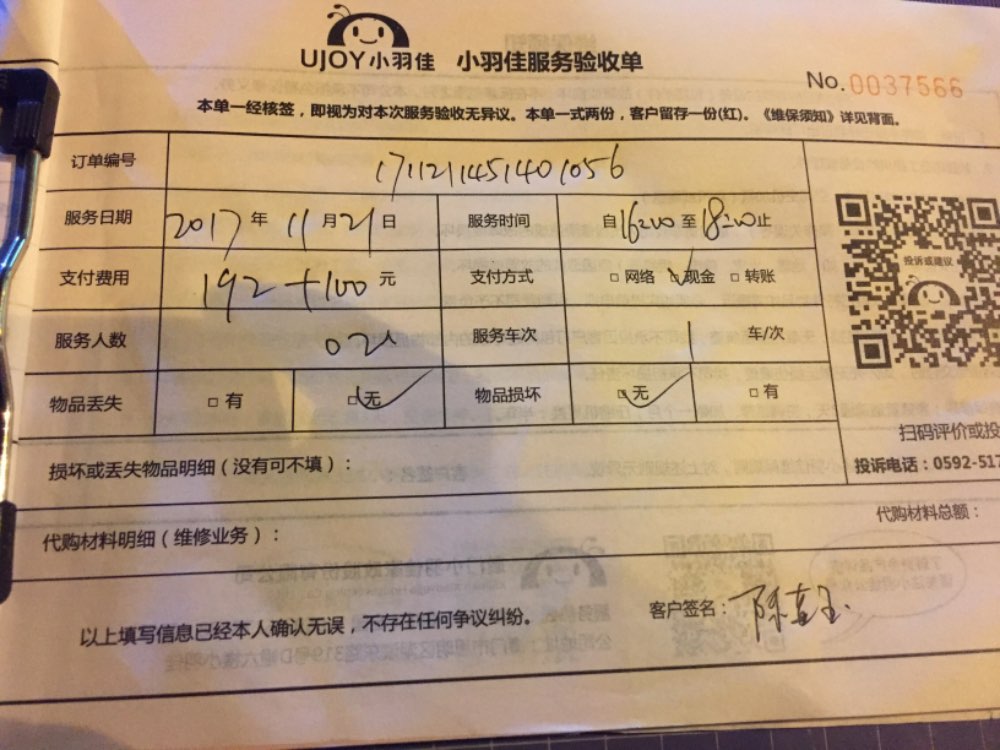 UJOY小羽佳 小羽佳服务验收单
No. 0037566
本单一经核签，即视为对本次服务验收无异议。本单一式两份，客户留存一份(红)。《维保须知》详见背面。
订单编号 1711211451401056
服务日期 2017年11月21日 服务时间 自16:00至18:00止
支付费用 192+100元 支付方式 □网络 ☑现金 □转账
服务人数 02人 服务车次 1 车/次
物品丢失 □有 ☑无 物品损坏 ☑无 □有
投诉或建议
扫码评价或投
投诉电话：0592-517
损坏或丢失物品明细（没有可不填）：
代购材料明细（维修业务）： 代购材料总额：
以上填写信息已经本人确认无误，不存在任何争议纠纷。 客户签名：陈